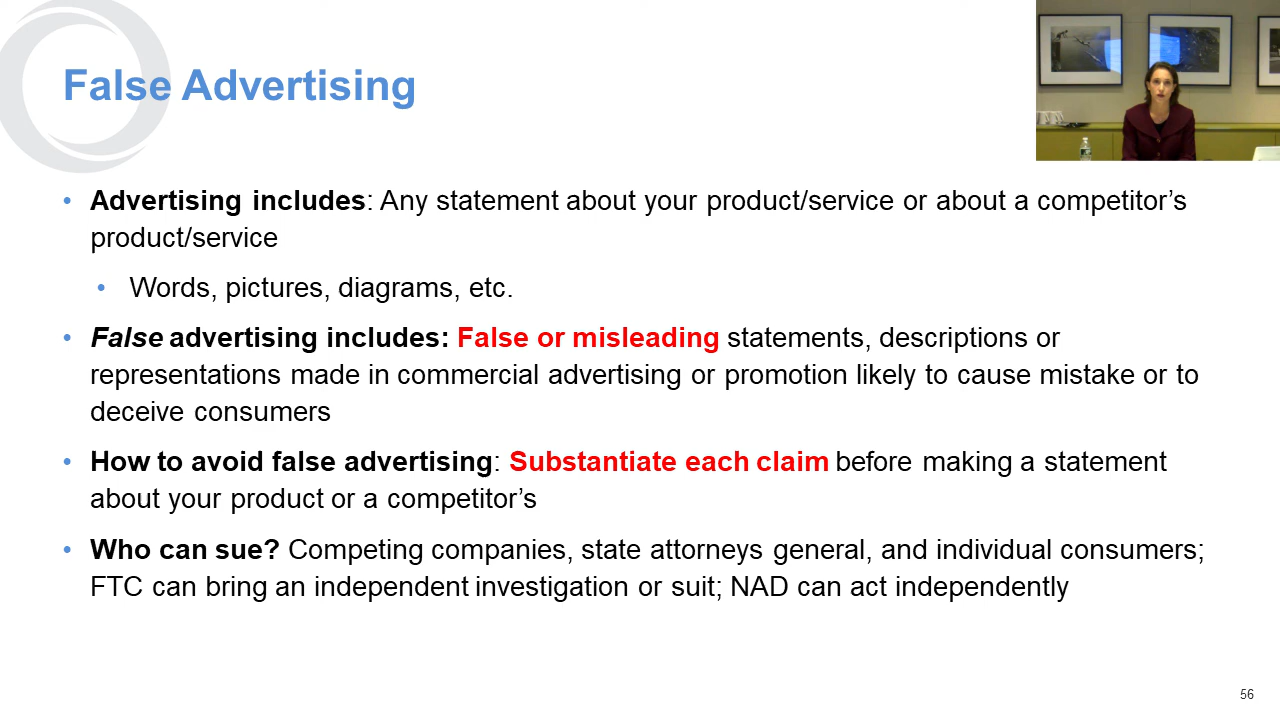 False Advertising
• Advertising includes: Any statement about your product/service or about a competitor’s
product/service
• Words, pictures, diagrams, etc.
• False advertising includes: False or misleading statements, descriptions or
representations made in commercial advertising or promotion likely to cause mistake or to
deceive consumers
• How to avoid false advertising: Substantiate each claim before making a statement
about your product or a competitor’s
• Who can sue? Competing companies, state attorneys general, and individual consumers;
FTC can bring an independent investigation or suit; NAD can act independently
56